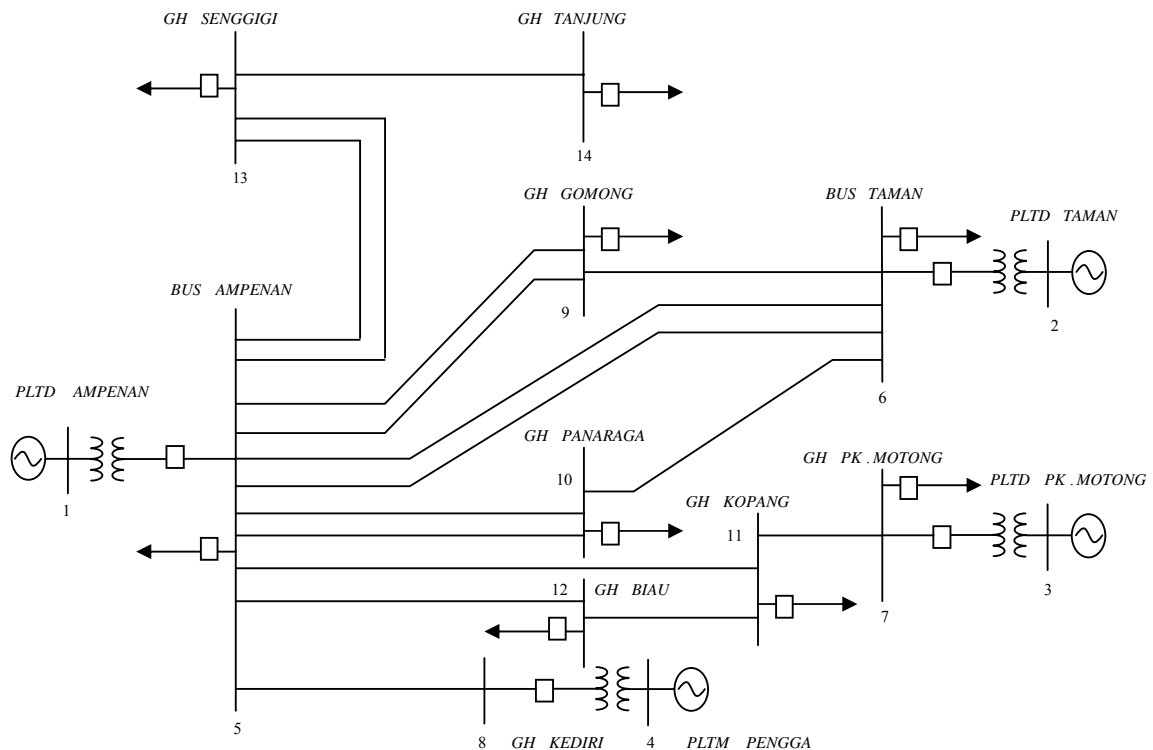 GH SENGGIGI
GH TANJUNG
13
14
GH GOMONG
BUS TAMAN
PLTD TAMAN
BUS AMPENAN
9
2
6
PLTD AMPENAN
GH PANARAGA
GH PK . MOTONG
10
PLTD PK . MOTONG
GH KOPANG
1
11
12 GH BIAU
3
7
5
8 GH KEDIRI
4 PLTM PENGGA